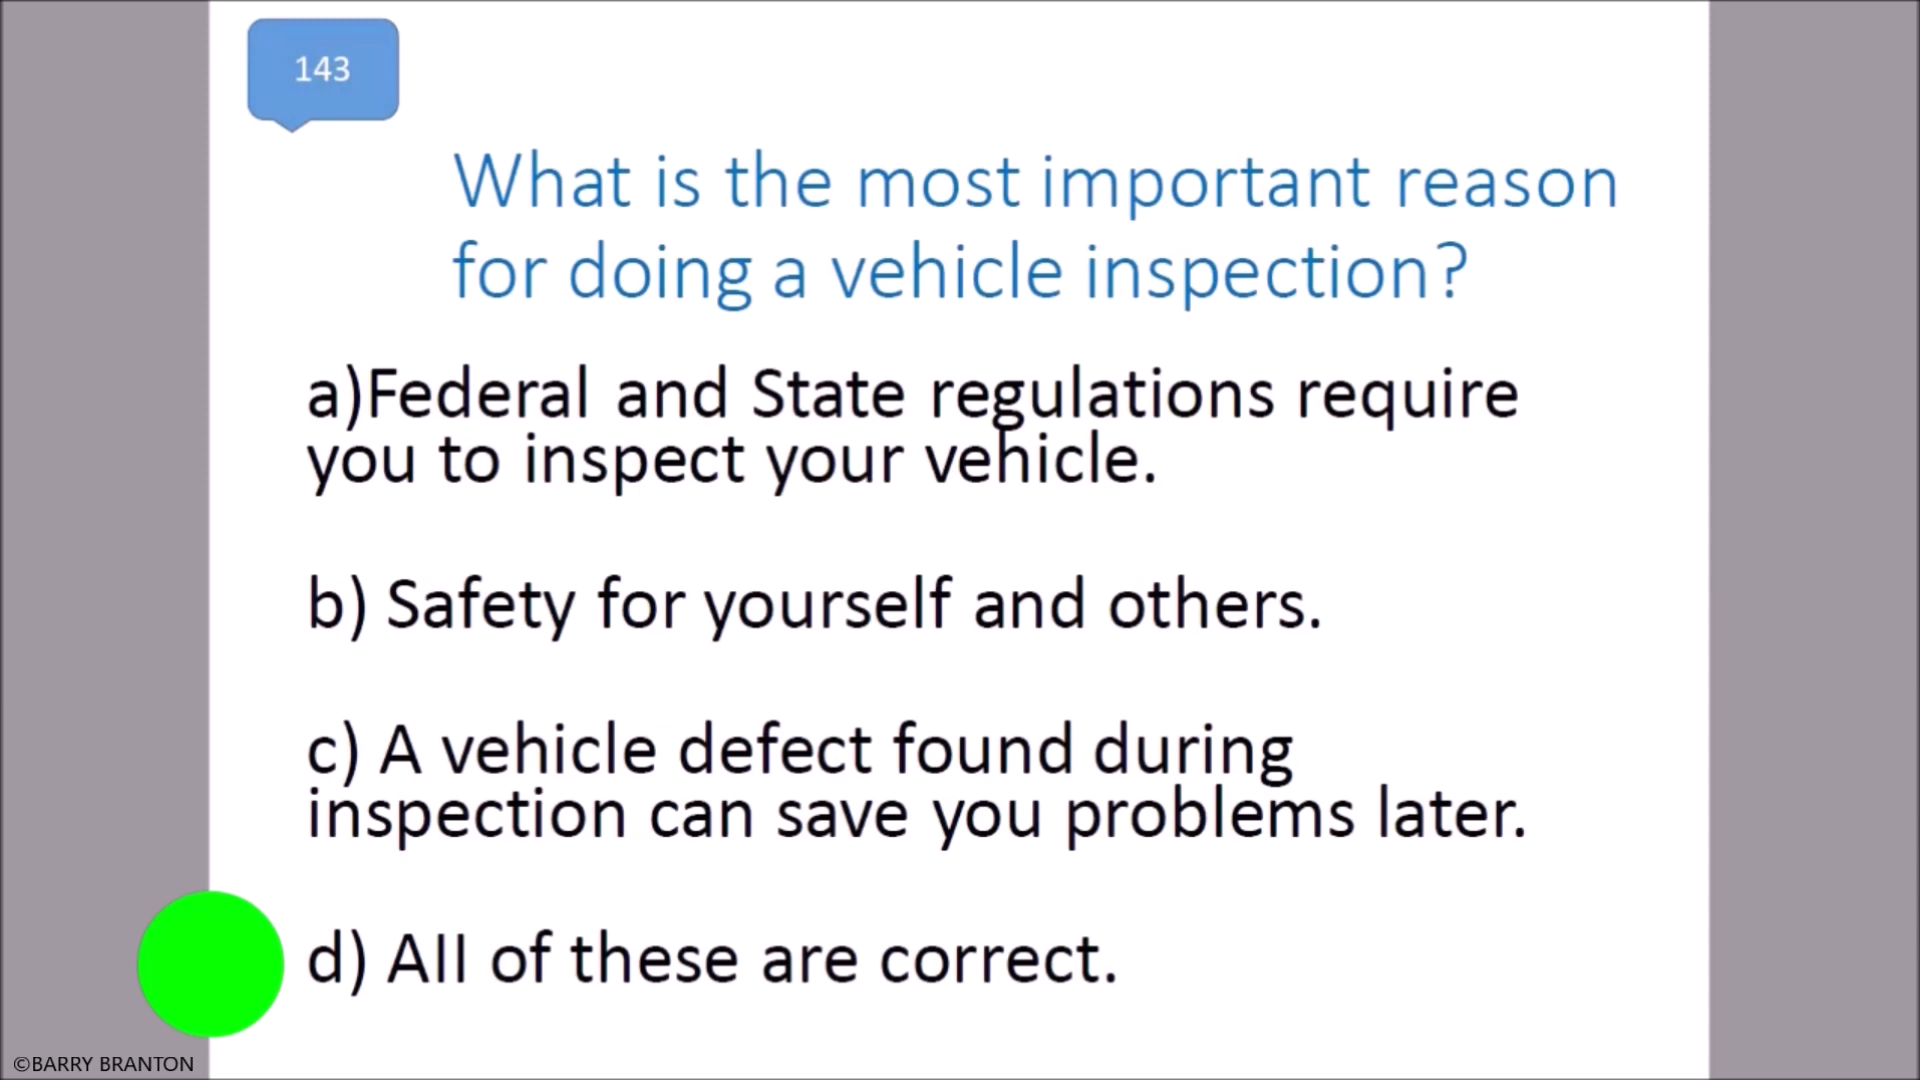 143
What is the most important reason
for doing a vehicle inspection?
a)Federal and State regulations require
you to inspect your vehicle.
b) Safety for yourself and others.
c) A vehicle defect found during
inspection can save you problems later.
d) All of these are correct.
©BARRY BRANTON